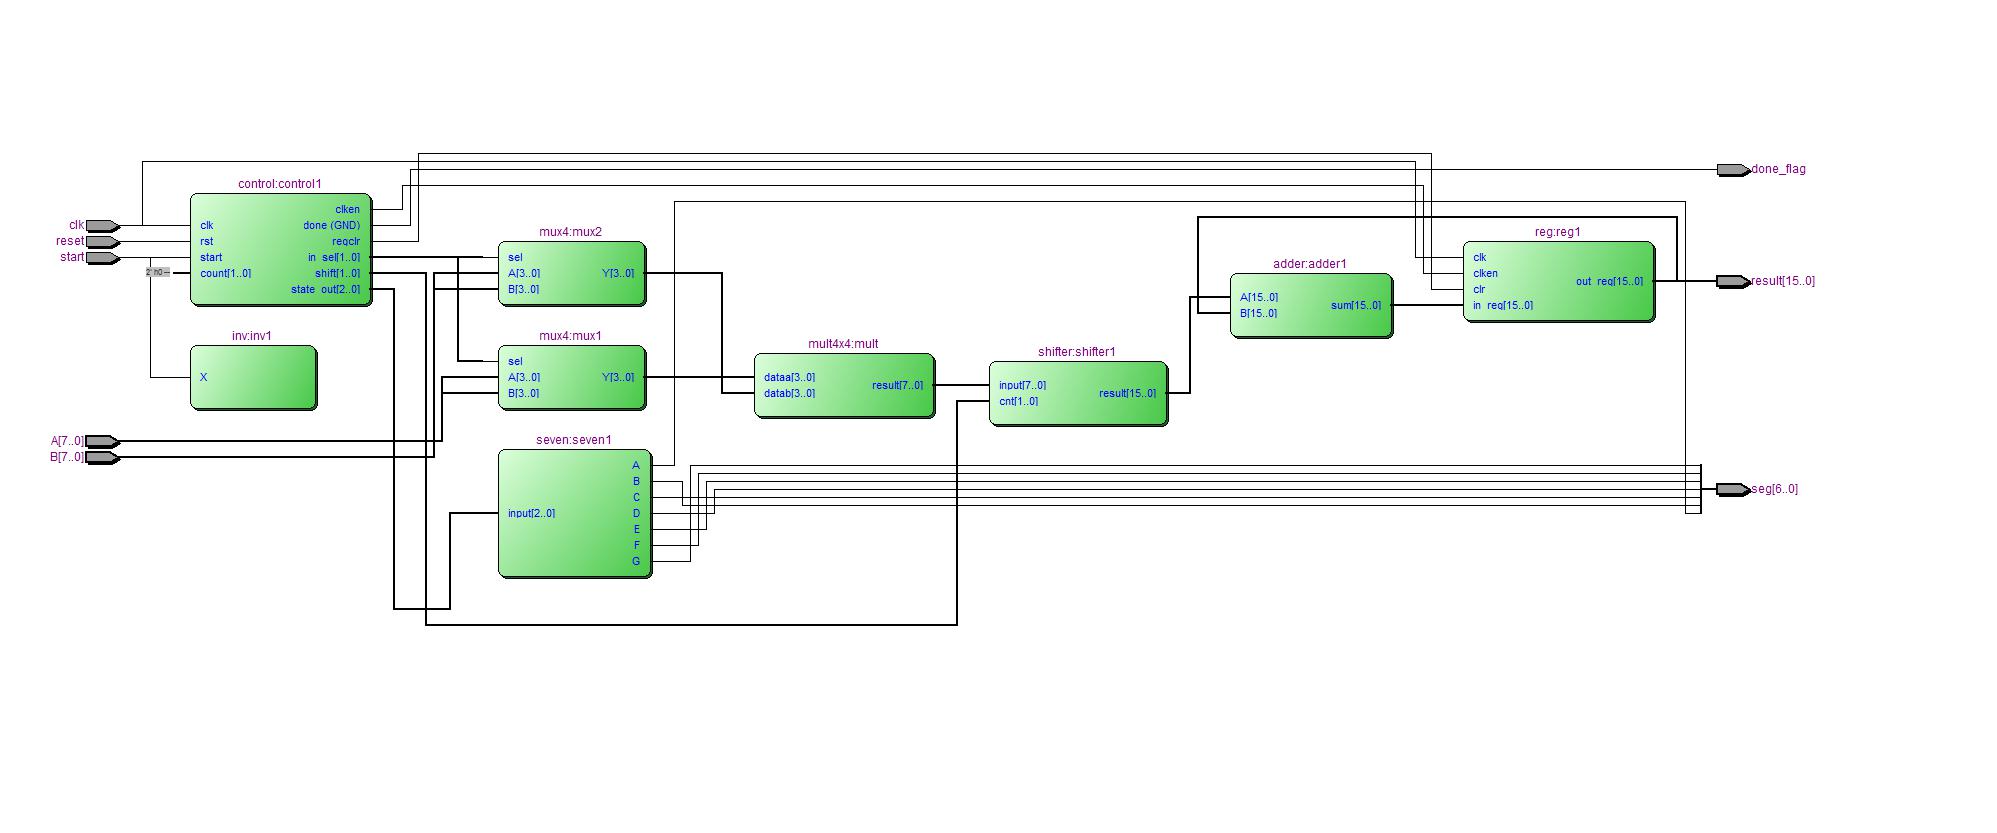 control:control1
clk
reset
start
2' h0
clk
rst
start
count[1..0]
clken
done (GND)
regclr
in_sel[1..0]
shift[1..0]
state_out[2..0]
inv:inv1
X
A[7..0]
B[7..0]
mux4:mux2
sel
A[3..0]
B[3..0]
Y[3..0]
mux4:mux1
sel
A[3..0]
B[3..0]
Y[3..0]
seven:seven1
input[2..0]
A
B
C
D
E
F
G
mult4x4:mult
dataa[3..0]
datab[3..0]
result[7..0]
shifter:shifter1
input[7..0]
cnt[1..0]
result[15..0]
adder:adder1
A[15..0]
B[15..0]
sum[15..0]
reg:reg1
clk
clken
clr
in_reg[15..0]
out_reg[15..0]
done_flag
result[15..0]
seg[6..0]